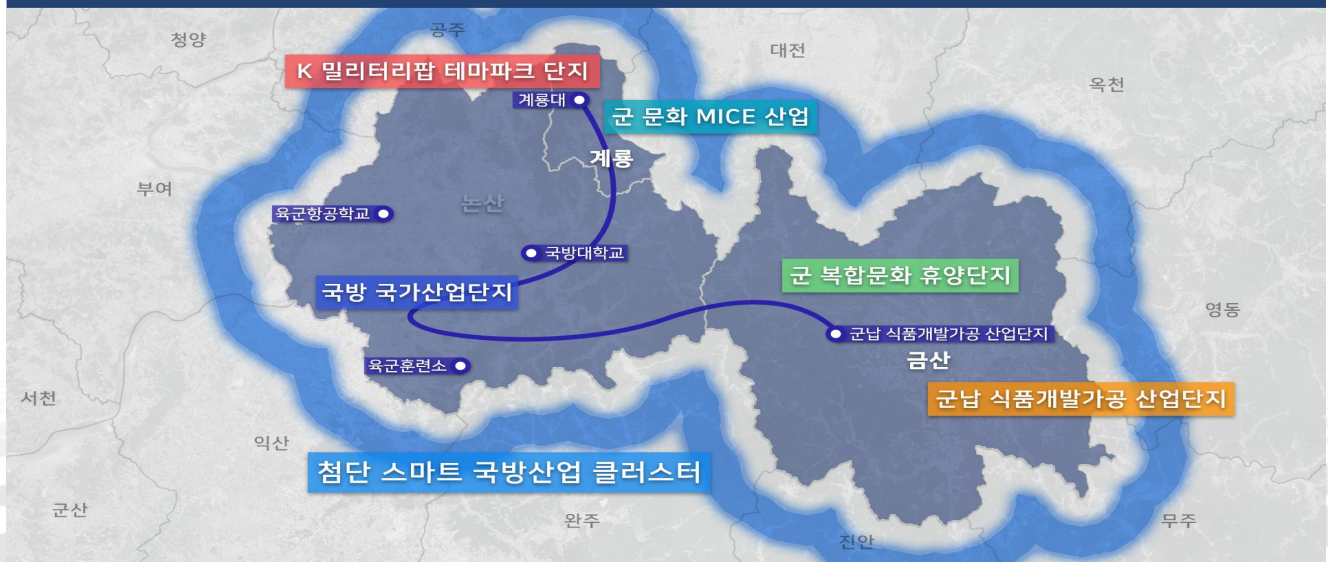 공주
청양
대전
K 밀리터리팝 테마파크 단지
옥천
계룡대
군 문화 MICE 산업
계룡
부여
논산
육군항공학교
국방대학교
군 복합문화 휴양단지
국방 국가산업단지
영동
군납 식품개발가공 산업단지
금산
육군훈련소
서천
군납 식품개발가공 산업단지
익산
첨단 스마트 국방산업 클러스터
군산
완주
무주
진안